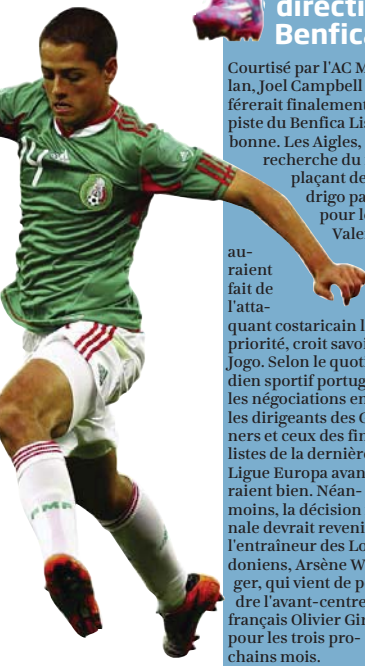 directi
Benfica
Courtisé par l'AC M
lan, Joel Campbell
férerait finalement
piste du Benfica Lis
bonne. Les Aigles,
recherche du
plaçant de
drigo pa
pour l
Vale
au-
raient
fait de
l'atta-
quant costaricain l
priorité, croit savoi
Jogo. Selon le quoti
dien sportif portug
les négociations en
les dirigeants des G
ners et ceux des fin
listes de la dernière
Ligue Europa avan
raient bien. Néan-
moins, la décision
nale devrait reveni
l'entraîneur des Lo
doniens, Arsène W
ger, qui vient de p
dre l'avant-centre
français Olivier Gir
pour les trois pro-
chains mois.
14
FMF